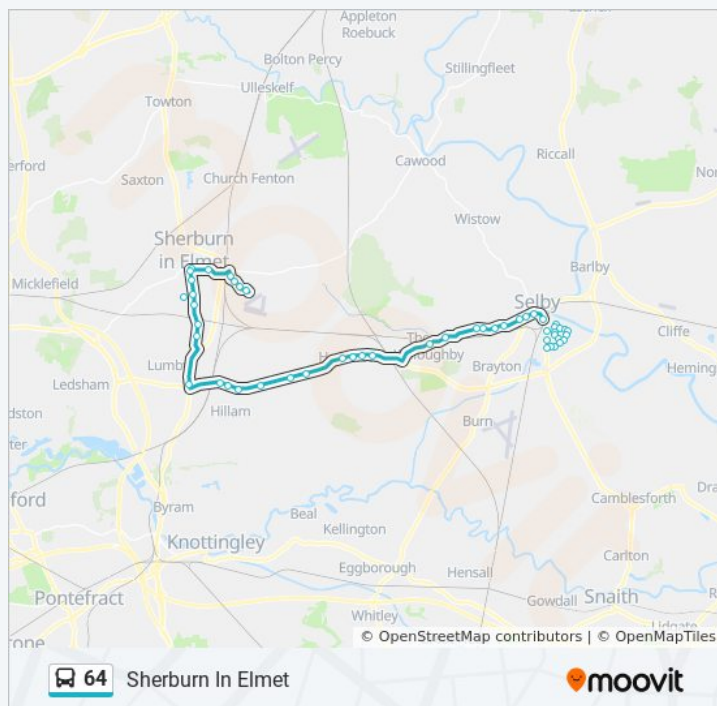 Appleton
Roebuck
Bolton Percy
Ulleskelf
Stillingfleet
Towton
Cawood
Riccall
Saxton
Church Fenton
Wistow
Sherburn
in Elmet
Micklefield
Barlby
Selby
Cliffe
Brayton
Ledsham
Hillam
Burn
Byram
Beal
Camblesforth
Kellington
Knottingley
Carlton
Eggborough
Hensall
Gowdall
Snaith
Pontefract
Whitley
© OpenStreetMap contributors | © OpenMapTiles
64 Sherburn In Elmet
moovit